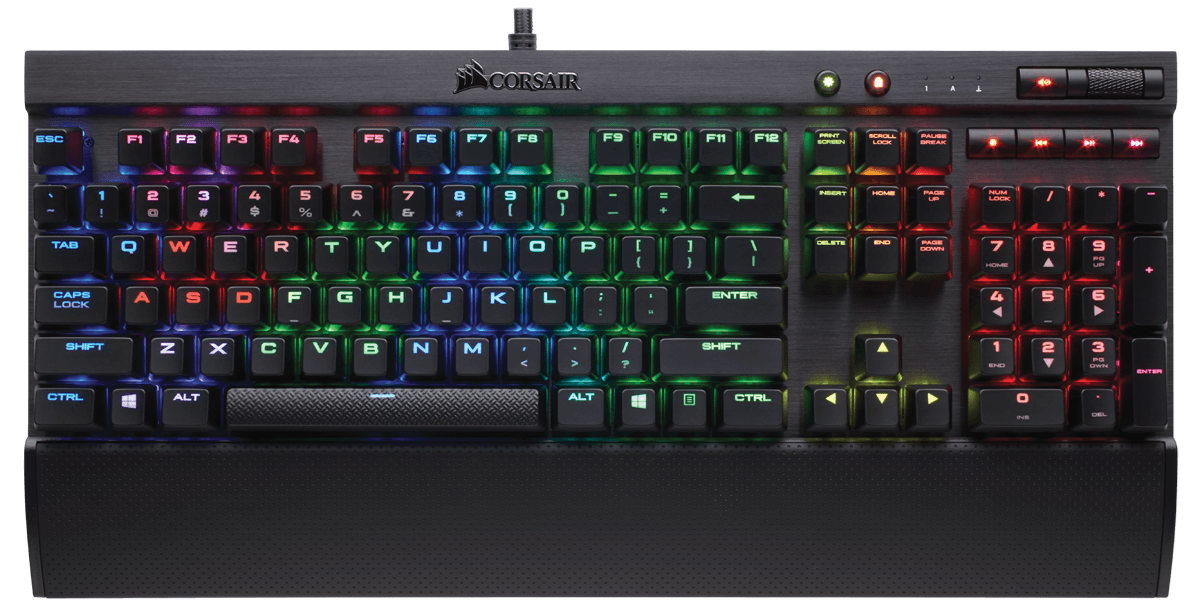 CORSAIR
1 A
ESC F1 F2 F3 F4 F5 F6 F7 F8 F9 F10 F11 F12 PRINT SCREEN SCROLL LOCK PAUSE BREAK
` ~ 1 ! 2 @ 3 # 4 $ 5 % 6 ^ 7 & 8 * 9 ( 0 ) - _ = + ← INSERT HOME PAGE UP NUM LOCK / * -
TAB Q W E R T Y U I O P [ { ] } \ | DELETE END PAGE DOWN 7 HOME 8 ▲ 9 PG UP +
CAPS LOCK A S D F G H J K L ; : ' " ENTER 4 ◀ 5 6 ▶
SHIFT Z X C V B N M , < . > / ? SHIFT ▲ 1 END 2 ▼ 3 PG DWN ENTER
CTRL ALT ALT CTRL ◀ ▼ ▶ 0 INS . DEL